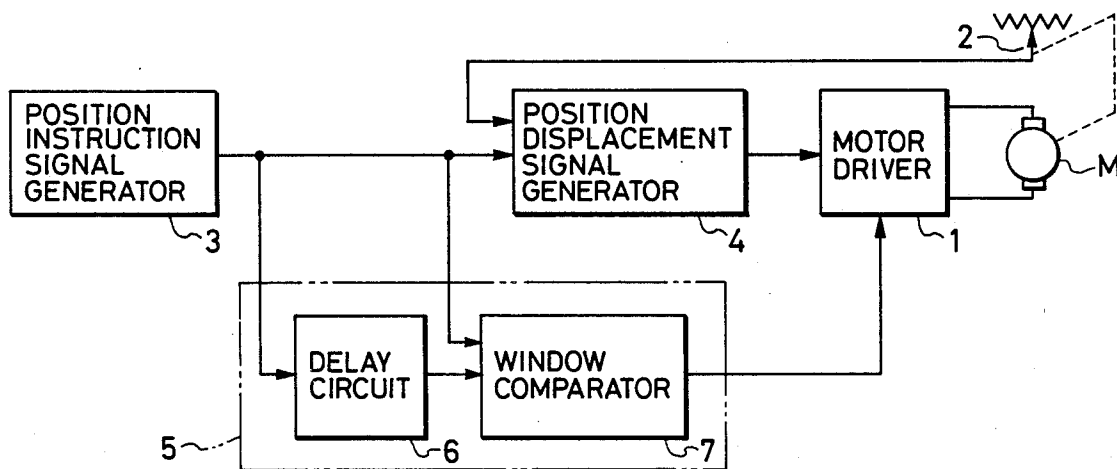 2
POSITION
INSTRUCTION
SIGNAL
GENERATOR
3
POSITION
DISPLACEMENT
SIGNAL
GENERATOR
4
MOTOR
DRIVER
1
M
DELAY
CIRCUIT
6
WINDOW
COMPARATOR
7
5